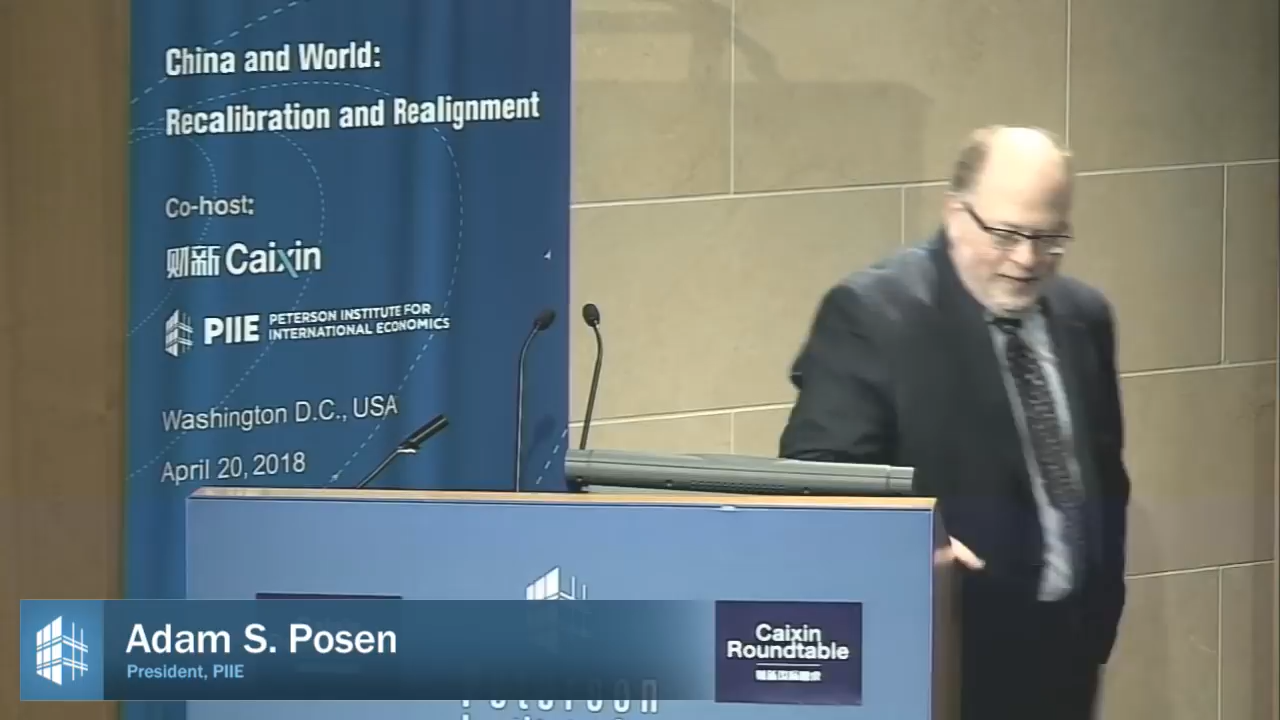 China and World:
Recalibration and Realignment
Co-host:
财新 Caixin
PIIE PETERSON INSTITUTE FOR
INTERNATIONAL ECONOMICS
Washington D.C., USA
April 20, 2018
Adam S. Posen
President, PIIE
Caixin
Roundtable
Peterson